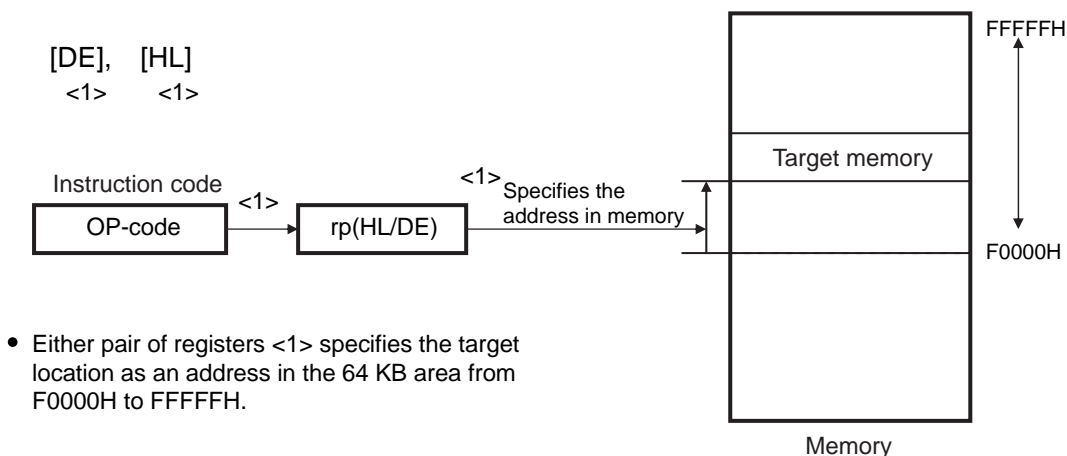 FFFFFH
[DE], [HL]
<1> <1>
Target memory
Instruction code
<1>
<1>
Specifies the
address in memory
OP-code
rp(HL/DE)
F0000H
• Either pair of registers <1> specifies the target
location as an address in the 64 KB area from
F0000H to FFFFFH.
Memory